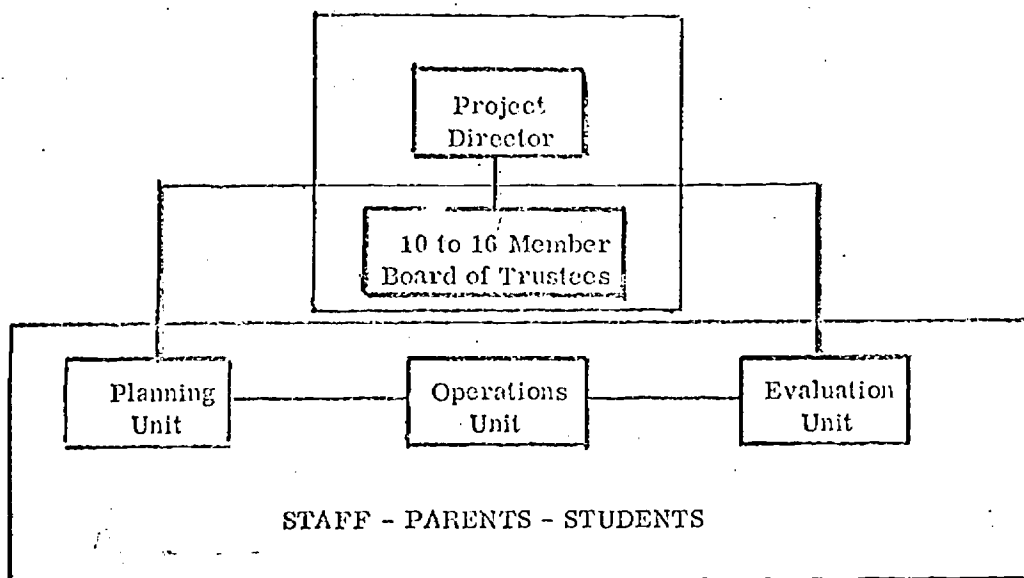 Project
Director
10 to 16 Member
Board of Trustees
Planning
Unit
Operations
Unit
Evaluation
Unit
STAFF - PARENTS - STUDENTS